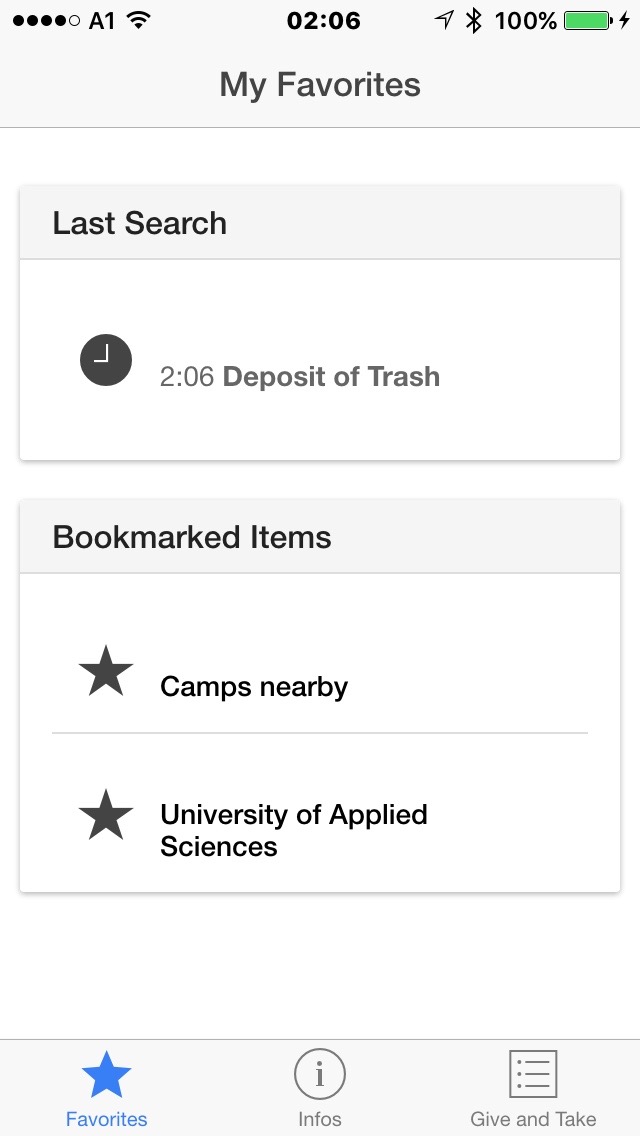 A1 02:06 100%
My Favorites
Last Search
2:06 Deposit of Trash
Bookmarked Items
Camps nearby
University of Applied
Sciences
Favorites Infos Give and Take